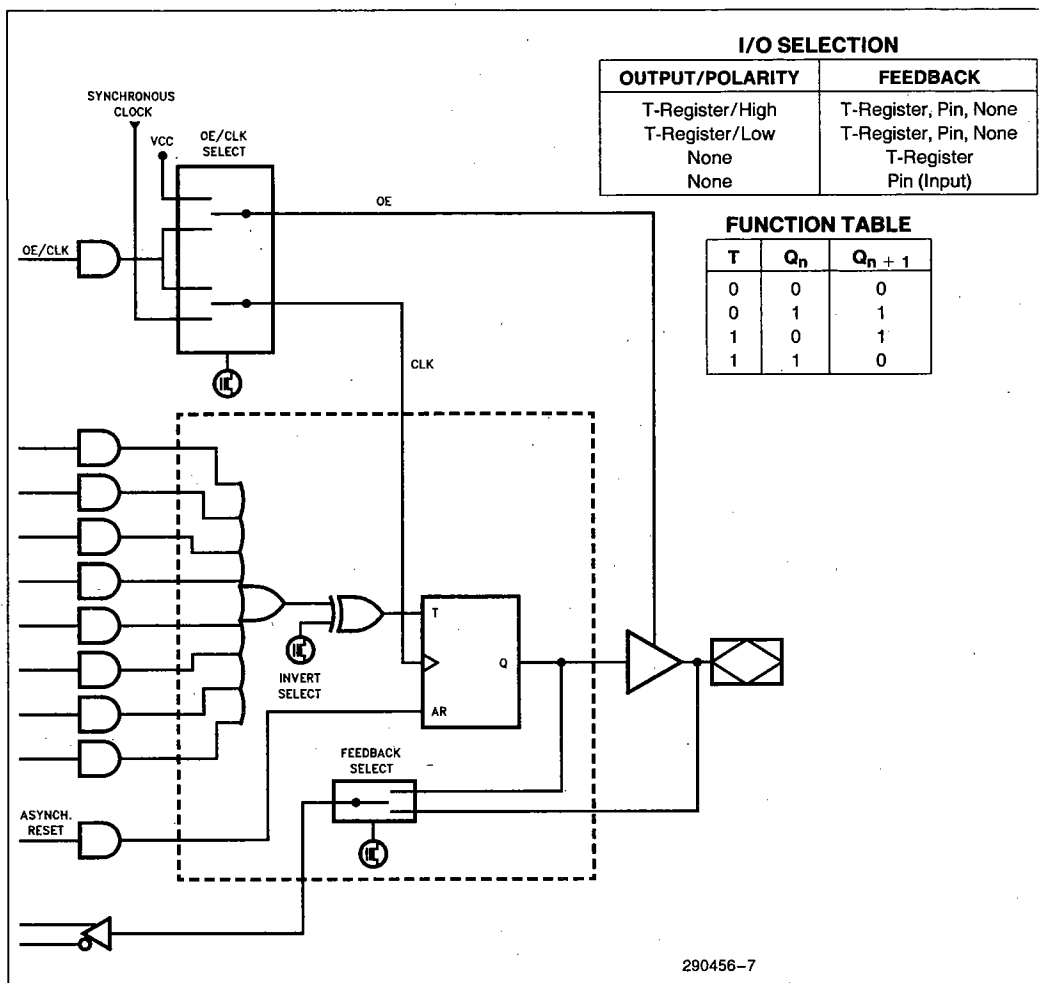 I/O SELECTION
OUTPUT/POLARITY FEEDBACK
T-Register/High T-Register, Pin, None
T-Register/Low T-Register, Pin, None
None T-Register
None Pin (Input)
FUNCTION TABLE
T Qn Qn + 1
0 0 0
0 1 1
1 0 1
1 1 0
SYNCHRONOUS
CLOCK
VCC
OE/CLK
SELECT
OE
OE/CLK
CLK
T
Q
AR
INVERT
SELECT
FEEDBACK
SELECT
ASYNCH.
RESET
290456–7